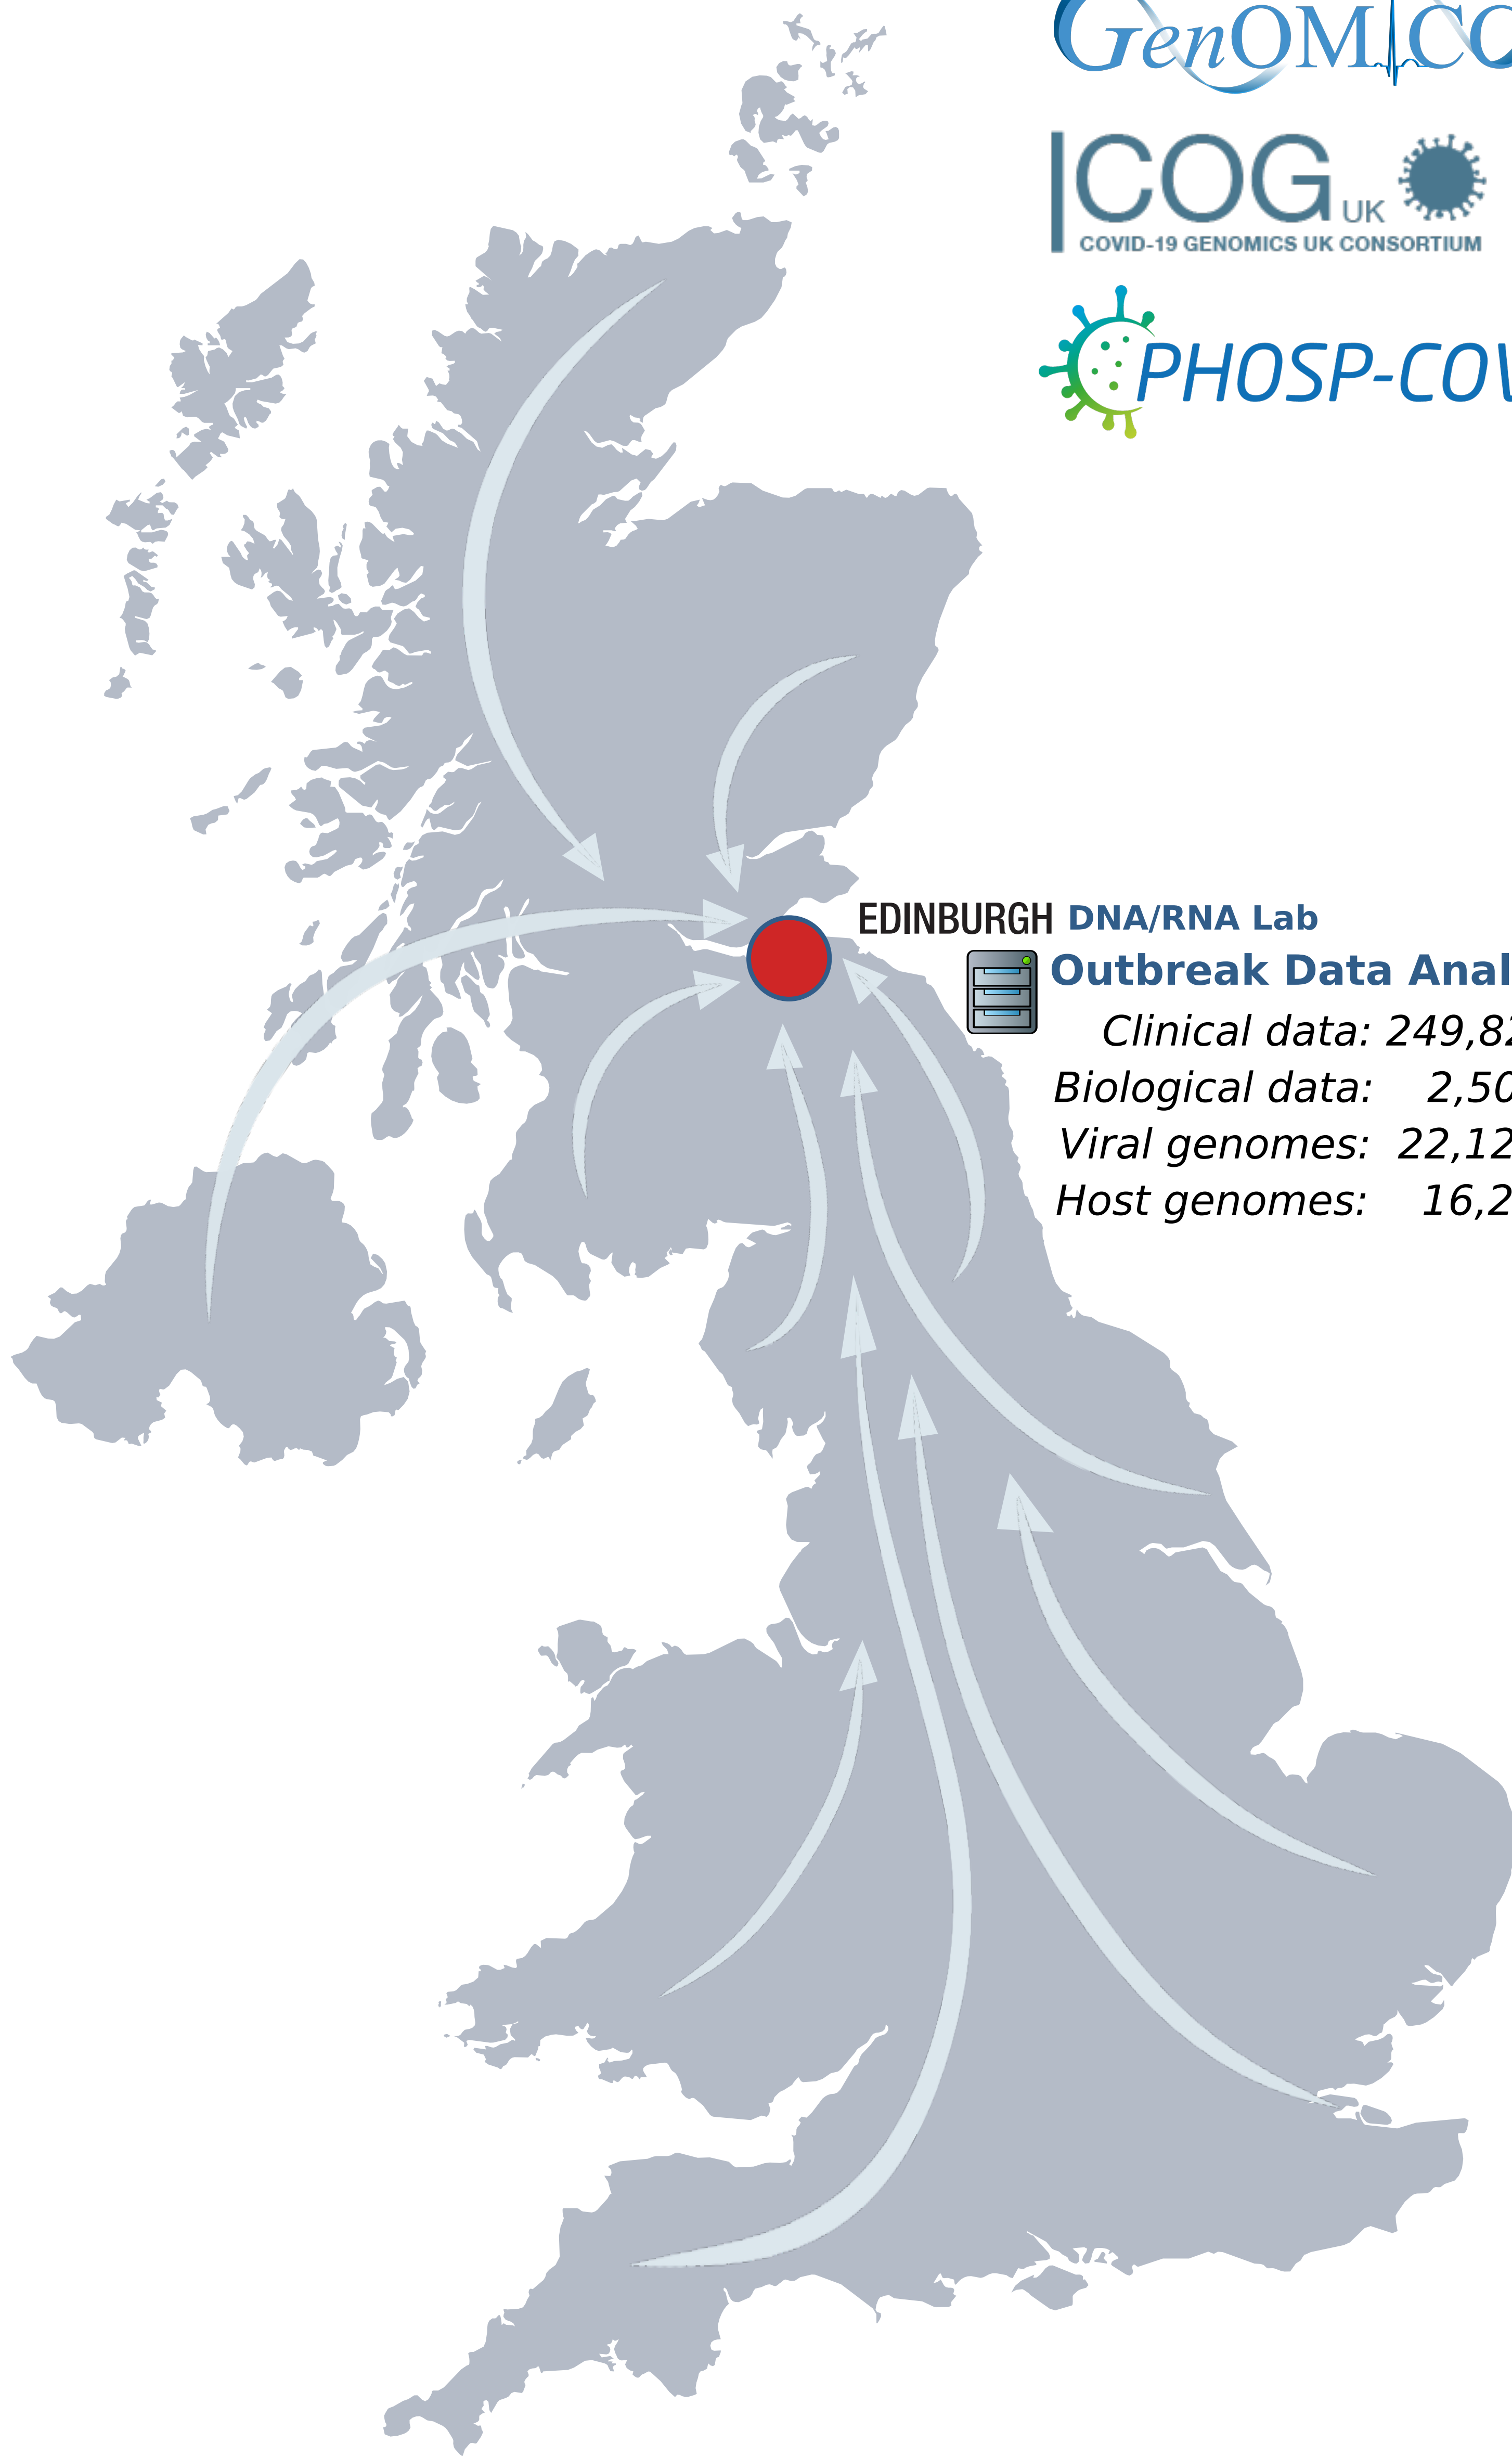 GenOMICC
COG UK
COVID-19 GENOMICS UK CONSORTIUM
PHOSP-COV
EDINBURGH DNA/RNA Lab
Outbreak Data Anal
Clinical data: 249,82
Biological data: 2,50
Viral genomes: 22,12
Host genomes: 16,2